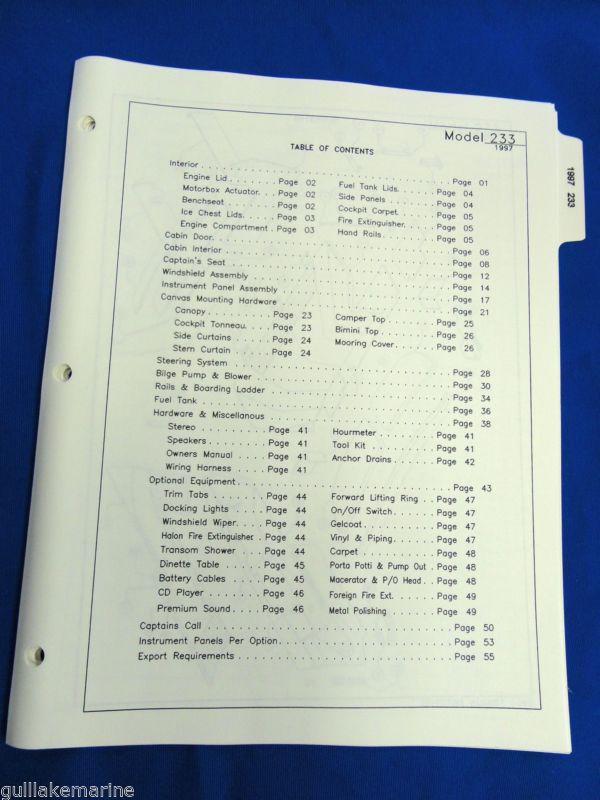 Model 233
1997
TABLE OF CONTENTS
Interior . . . . . . . . . . . . . . . . . . . . . . . . . . . . Page 01
Engine Lid . . . . . . . Page 02 Fuel Tank Lids. . . . . . Page 04
Motorbox Actuator. . . Page 02 Side Panels . . . . . . . Page 04
Benchseat . . . . . . . Page 02 Cockpit Carpet. . . . . . Page 05
Ice Chest Lids. . . . . Page 03 Fire Extinguisher. . . . . Page 05
Engine Compartment . Page 03 Hand Rails. . . . . . . . Page 05
Cabin Door. . . . . . . . . . . . . . . . . . . . . . . . . . Page 06
Cabin Interior . . . . . . . . . . . . . . . . . . . . . . . . Page 08
Captain's Seat . . . . . . . . . . . . . . . . . . . . . . . Page 12
Windshield Assembly . . . . . . . . . . . . . . . . . . . . Page 14
Instrument Panel Assembly . . . . . . . . . . . . . . . . . Page 17
Canvas Mounting Hardware . . . . . . . . . . . . . . . . . Page 21
Canopy . . . . . . . . . Page 23 Camper Top . . . . . . . . Page 25
Cockpit Tonneau. . . . Page 23 Bimini Top . . . . . . . . Page 26
Side Curtains . . . . . Page 24 Mooring Cover. . . . . . Page 26
Stern Curtain . . . . . Page 24
Steering System . . . . . . . . . . . . . . . . . . . . . . . Page 28
Bilge Pump & Blower . . . . . . . . . . . . . . . . . . . . Page 30
Rails & Boarding Ladder . . . . . . . . . . . . . . . . . . Page 34
Fuel Tank . . . . . . . . . . . . . . . . . . . . . . . . . . Page 36
Hardware & Miscellanous . . . . . . . . . . . . . . . . . . Page 38
Stereo . . . . . . . . . Page 41 Hourmeter . . . . . . . . Page 41
Speakers . . . . . . . . Page 41 Tool Kit . . . . . . . . . Page 41
Owners Manual . . . . Page 41 Anchor Drains . . . . . . Page 42
Wiring Harness . . . . Page 41
Optional Equipment . . . . . . . . . . . . . . . . . . . . . Page 43
Trim Tabs . . . . . . . Page 44 Forward Lifting Ring . . Page 47
Docking Lights . . . . Page 44 On/Off Switch . . . . . . Page 47
Windshield Wiper. . . . Page 44 Gelcoat . . . . . . . . . . Page 47
Halon Fire Extinguisher . Page 44 Vinyl & Piping . . . . . . Page 47
Transom Shower . . . Page 44 Carpet . . . . . . . . . . Page 48
Dinette Table . . . . . Page 45 Porta Potti & Pump Out . Page 48
Battery Cables . . . . Page 45 Macerator & P/O Head . . Page 48
CD Player . . . . . . . Page 46 Foreign Fire Ext. . . . . . Page 49
Premium Sound . . . . Page 46 Metal Polishing . . . . . . Page 49
Captains Call . . . . . . . . . . . . . . . . . . . . . . . . Page 50
Instrument Panels Per Option. . . . . . . . . . . . . . . . Page 53
Export Requirements . . . . . . . . . . . . . . . . . . . . Page 55
1997 233
gulllakemarine